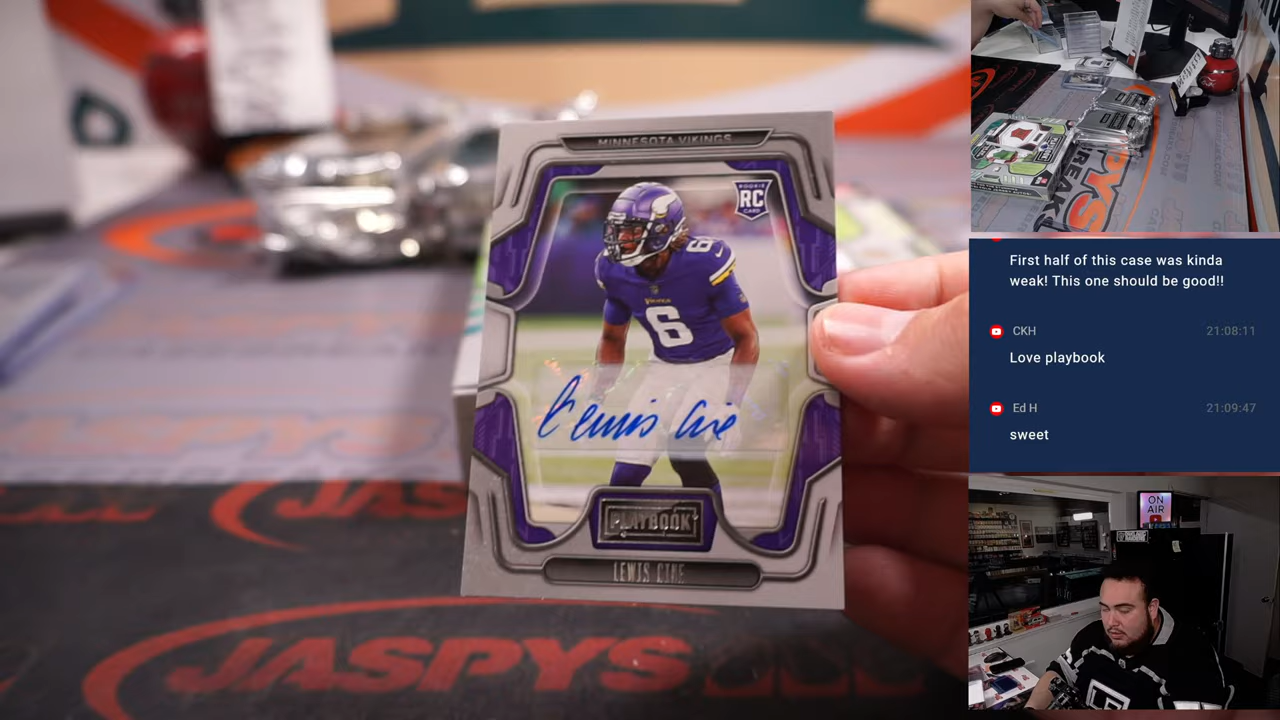 MINNESOTA VIKINGS
ROOKIE
RC
CARD
6
VIKINGS
6
Lewis Cine
PLAYBOOK
LEWIS CINE
JASPYS
JASPYS
First half of this case was kinda
weak! This one should be good!!
CKH 21:08:11
Love playbook
Ed H 21:09:47
sweet
ON
AIR